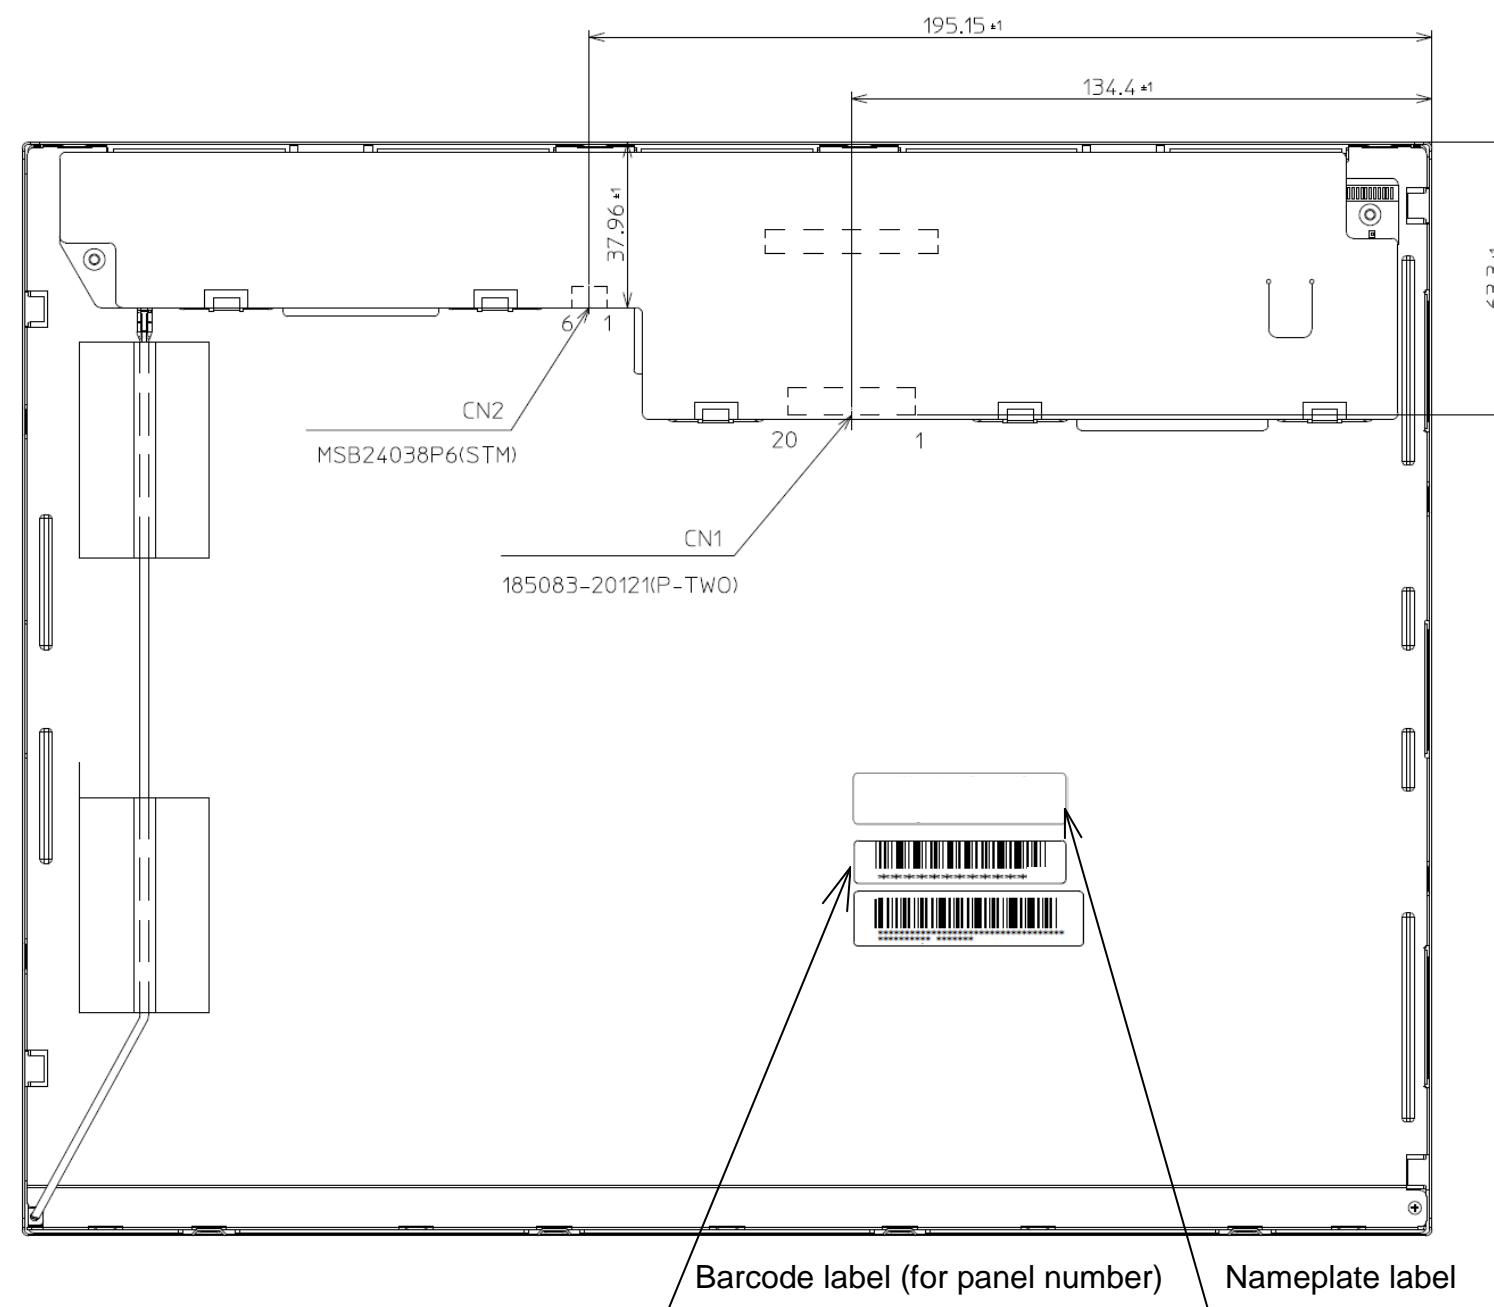 195.15 ±1
134.4 ±1
37.96 ±1
6 1
CN2
MSB24038P6(STM)
20 1
CN1
185083-20121(P-TWO)
Barcode label (for panel number) Nameplate label